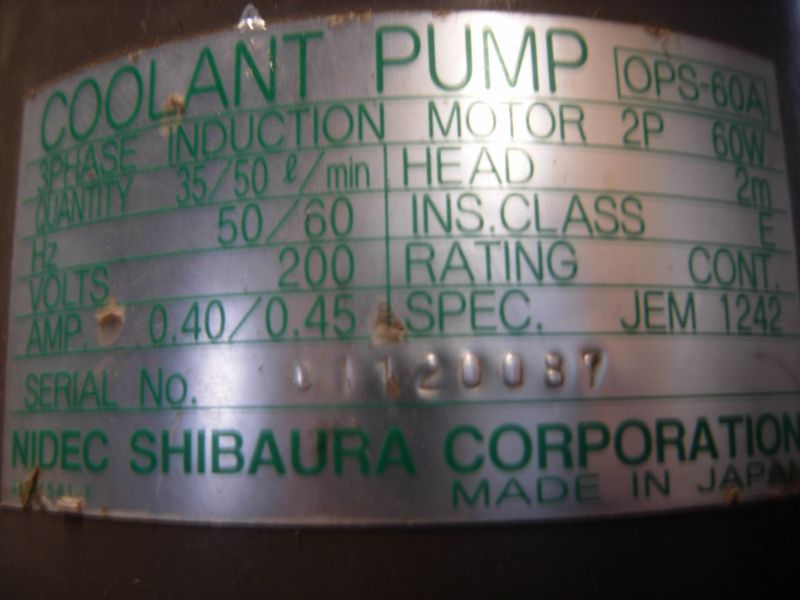 COOLANT PUMP OPS-60A
3PHASE INDUCTION MOTOR 2P 60W
QUANTITY 35/50 ℓ/min HEAD 2m
Hz 50/60 INS.CLASS E
VOLTS 200 RATING CONT.
AMP. 0.40/0.45 SPEC. JEM 1242
SERIAL No. 01120087
NIDEC SHIBAURA CORPORATION
MADE IN JAPAN